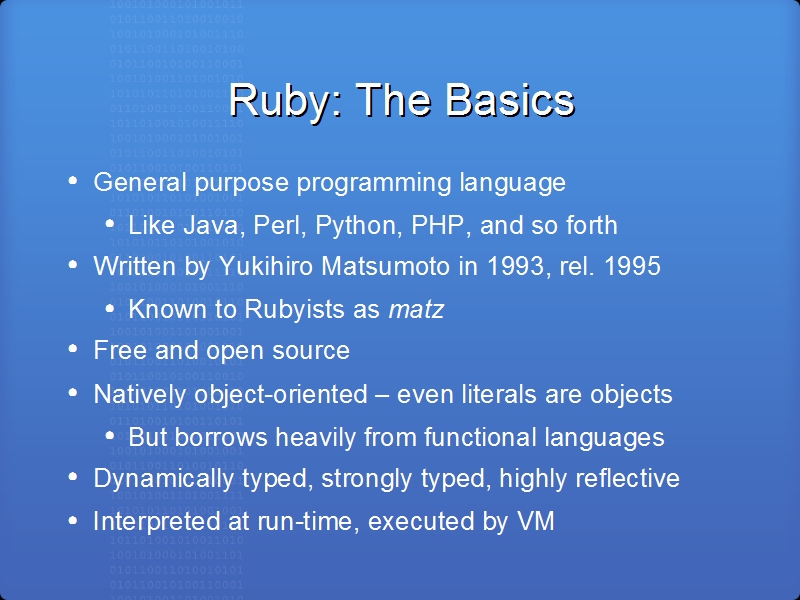 Ruby: The Basics
• General purpose programming language
• Like Java, Perl, Python, PHP, and so forth
• Written by Yukihiro Matsumoto in 1993, rel. 1995
• Known to Rubyists as matz
• Free and open source
• Natively object-oriented – even literals are objects
• But borrows heavily from functional languages
• Dynamically typed, strongly typed, highly reflective
• Interpreted at run-time, executed by VM